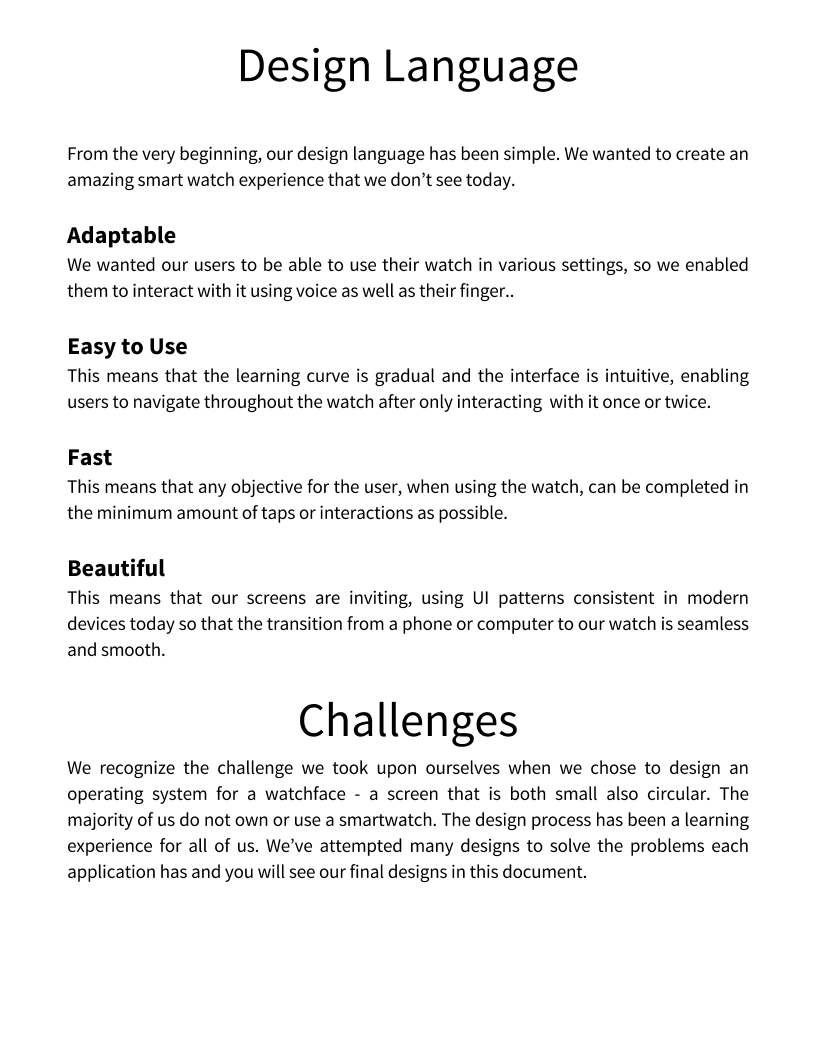 Design Language
From the very beginning, our design language has been simple. We wanted to create an
amazing smart watch experience that we don’t see today.
Adaptable
We wanted our users to be able to use their watch in various settings, so we enabled
them to interact with it using voice as well as their finger..
Easy to Use
This means that the learning curve is gradual and the interface is intuitive, enabling
users to navigate throughout the watch after only interacting  with it once or twice.
Fast
This means that any objective for the user, when using the watch, can be completed in
the minimum amount of taps or interactions as possible.
Beautiful
This means that our screens are inviting, using UI patterns consistent in modern
devices today so that the transition from a phone or computer to our watch is seamless
and smooth.
Challenges
We recognize the challenge we took upon ourselves when we chose to design an
operating system for a watchface - a screen that is both small also circular. The
majority of us do not own or use a smartwatch. The design process has been a learning
experience for all of us. We’ve attempted many designs to solve the problems each
application has and you will see our final designs in this document.